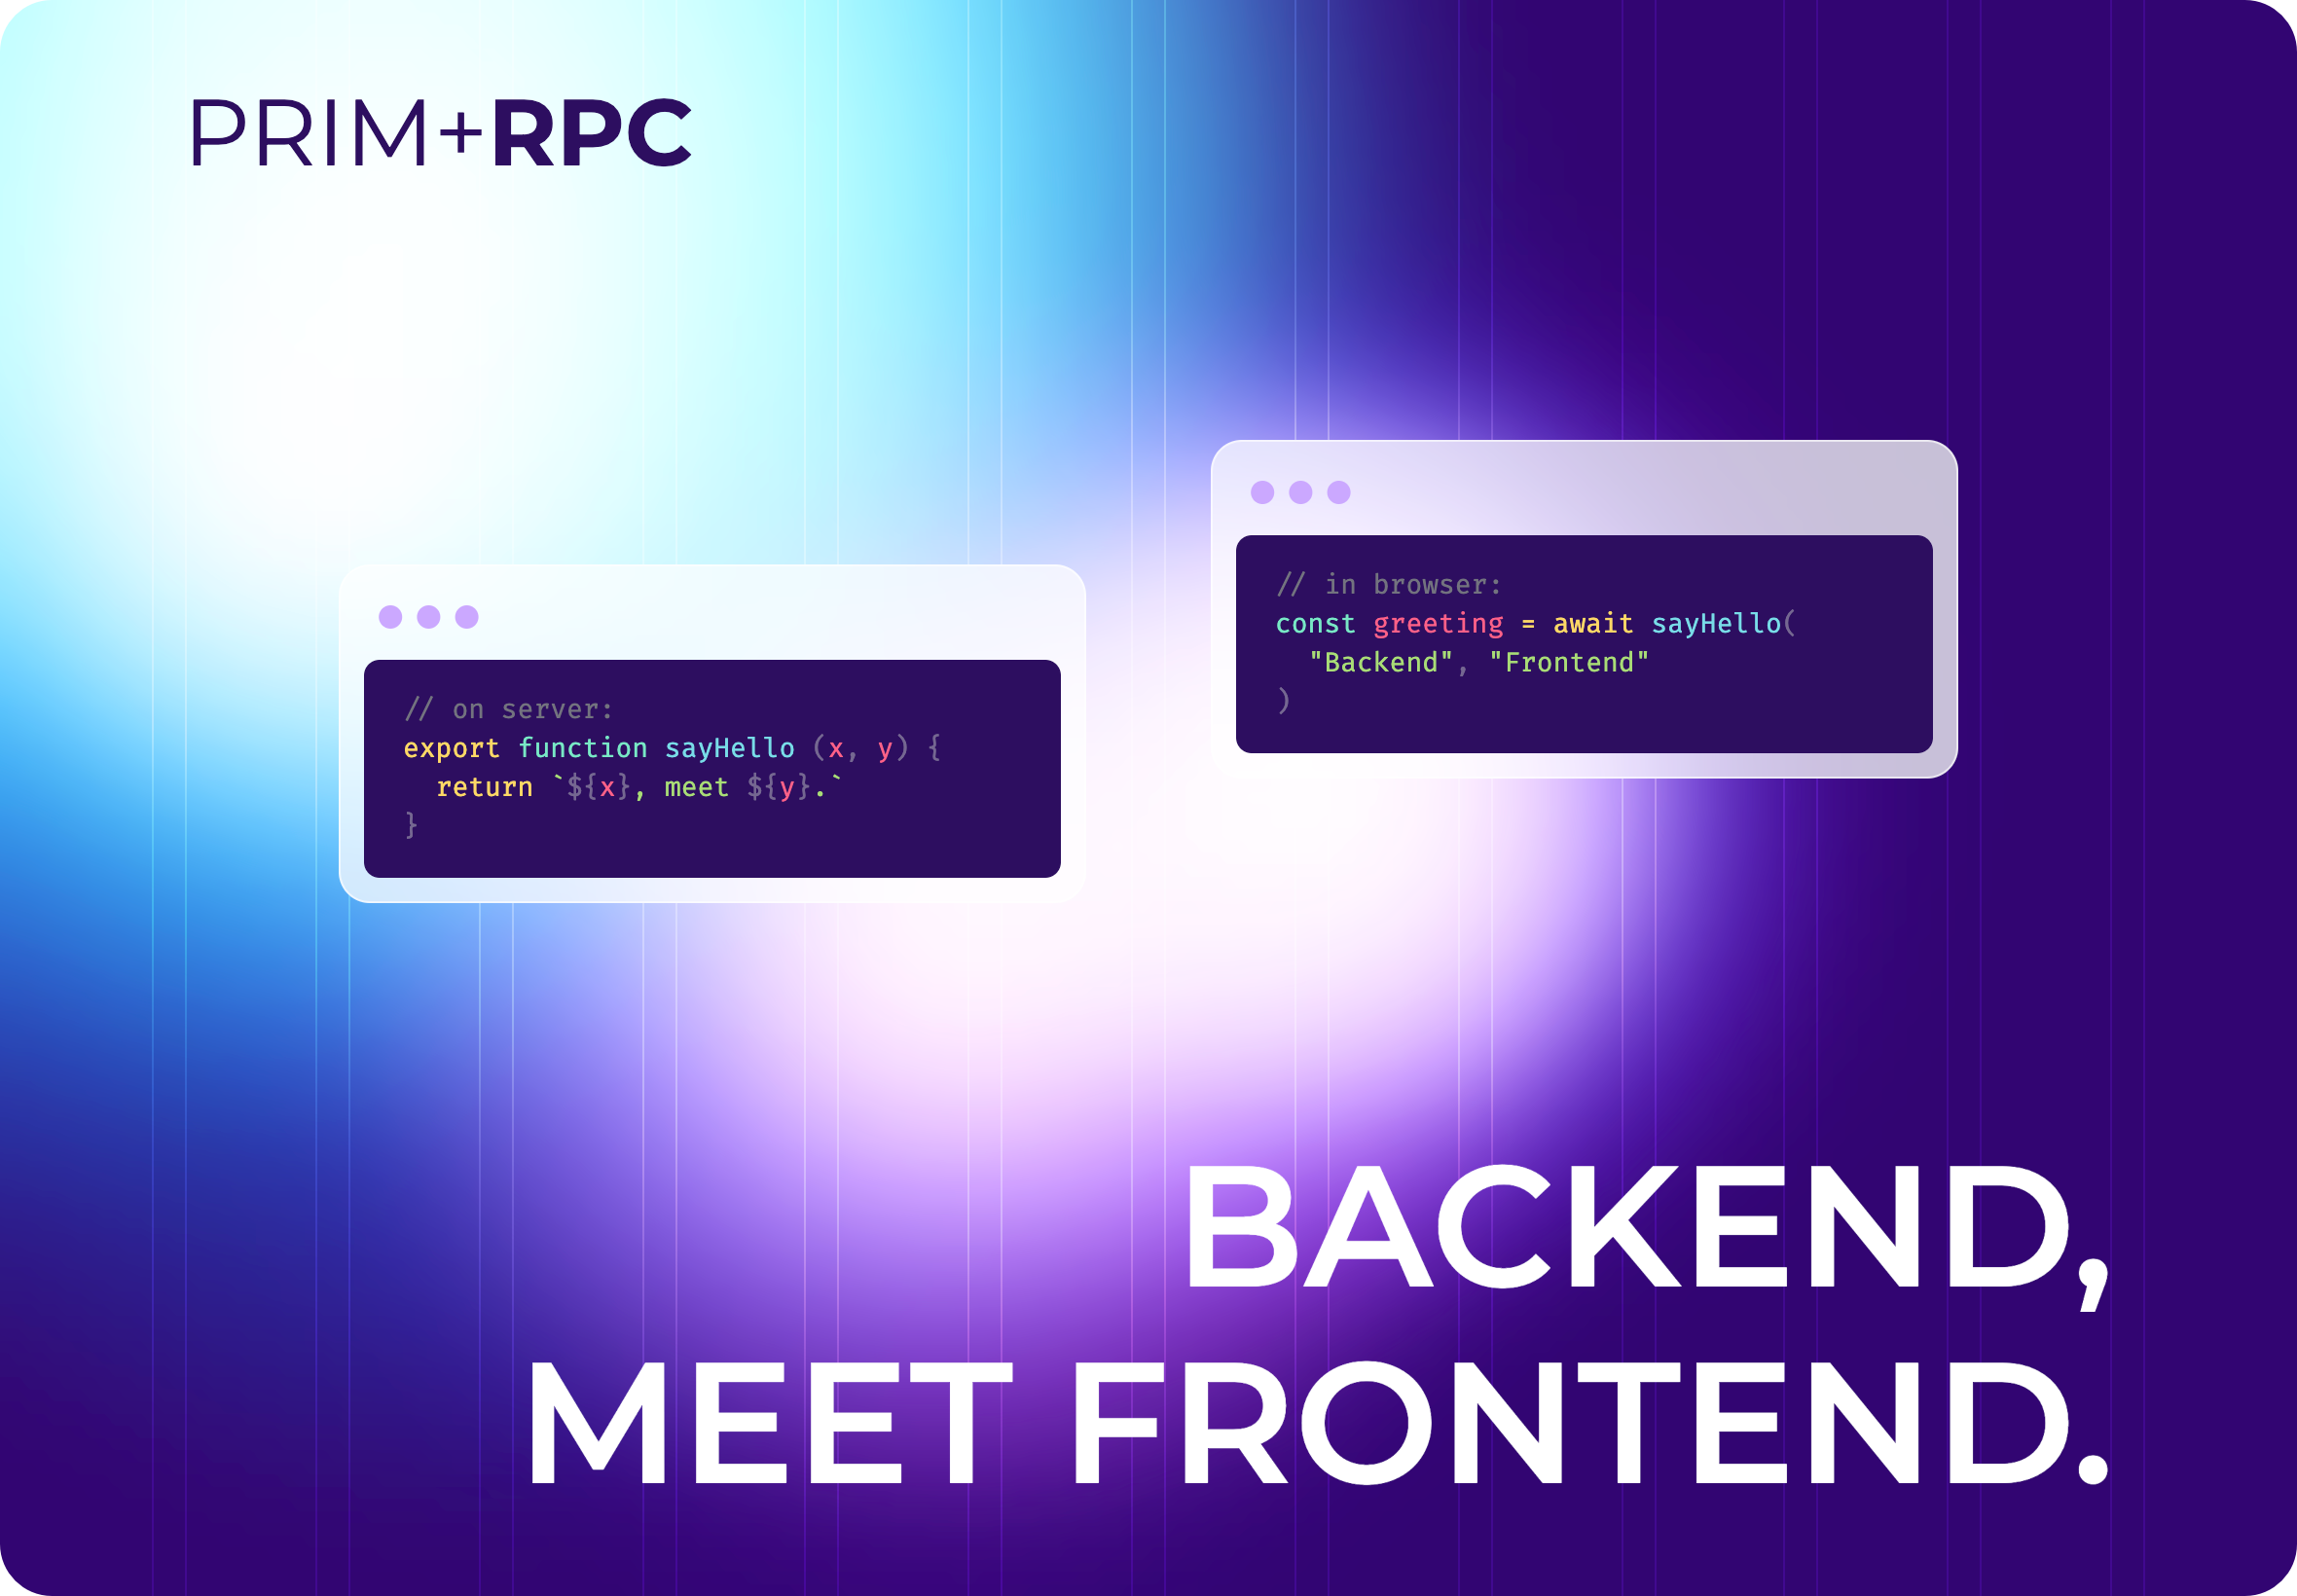 PRIM+RPC
// on server:
export function sayHello (x, y) {
  return `${x}, meet ${y}.`
}
// in browser:
const greeting = await sayHello(
  "Backend", "Frontend"
)
BACKEND,
MEET FRONTEND.